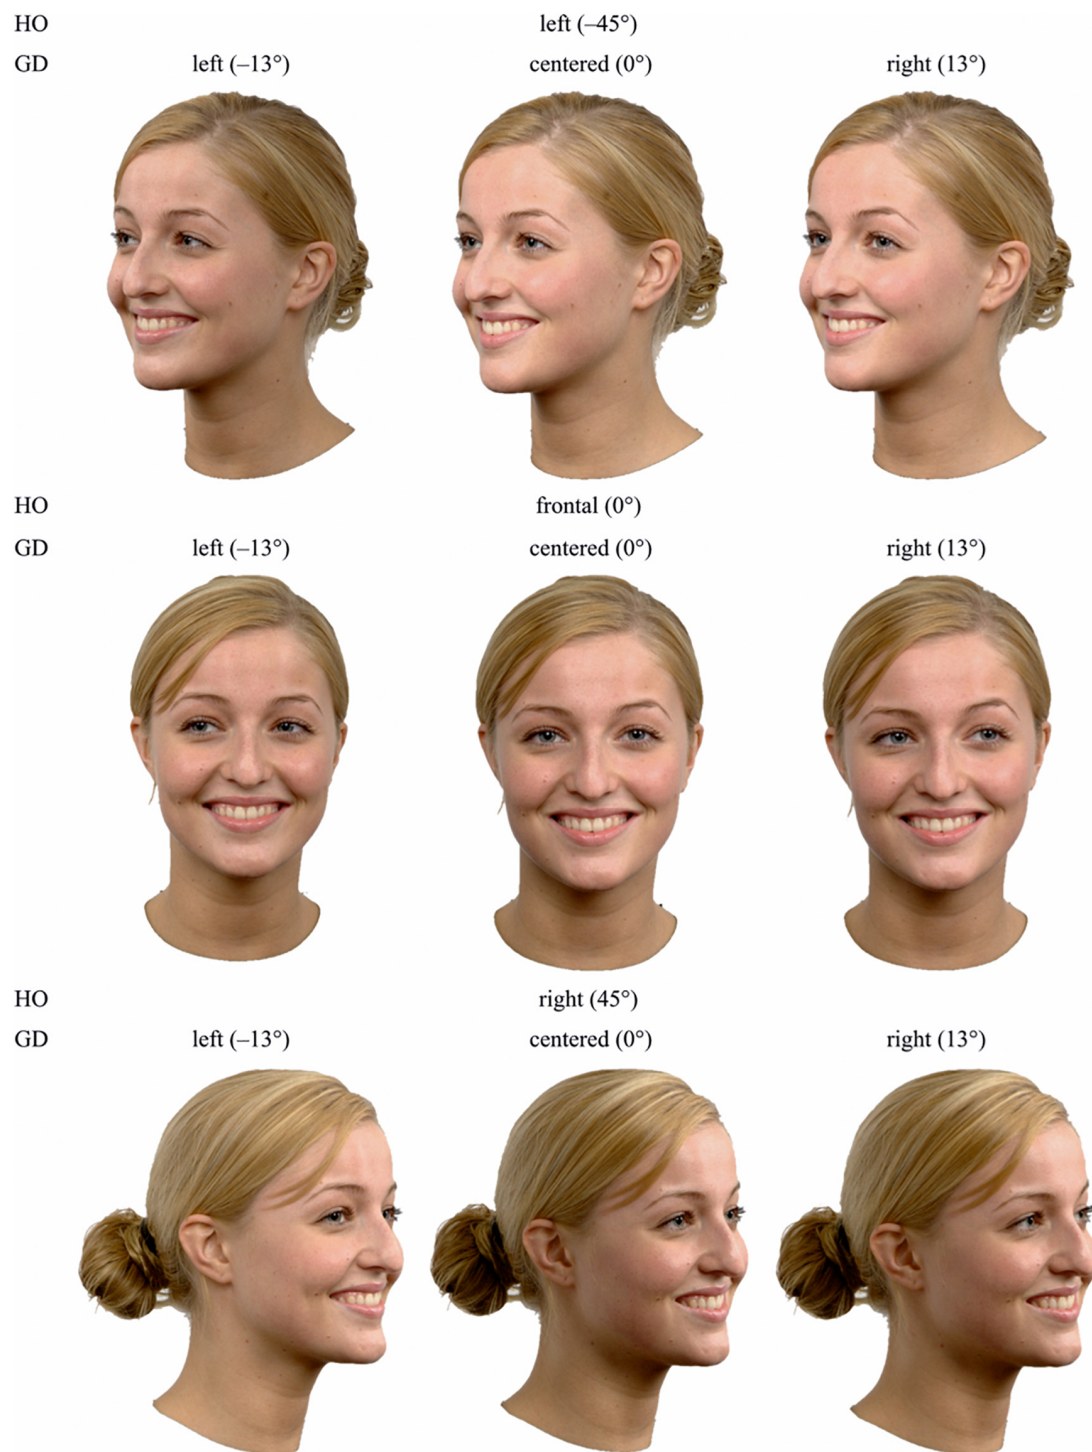 HO left (–45°)
GD left (–13°) centered (0°) right (13°)
HO frontal (0°)
GD left (–13°) centered (0°) right (13°)
HO right (45°)
GD left (–13°) centered (0°) right (13°)